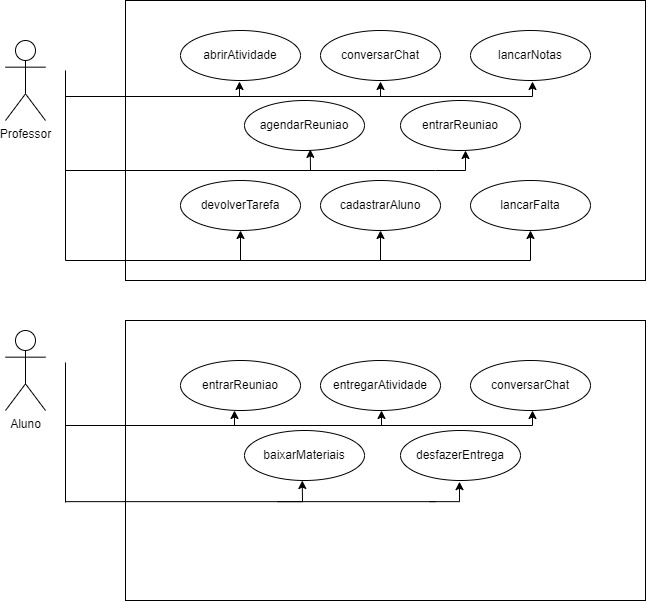 abrirAtividade
conversarChat
lancarNotas
Professor
agendarReuniao
entrarReuniao
devolverTarefa
cadastrarAluno
lancarFalta
entrarReuniao
entregarAtividade
conversarChat
Aluno
baixarMateriais
desfazerEntrega